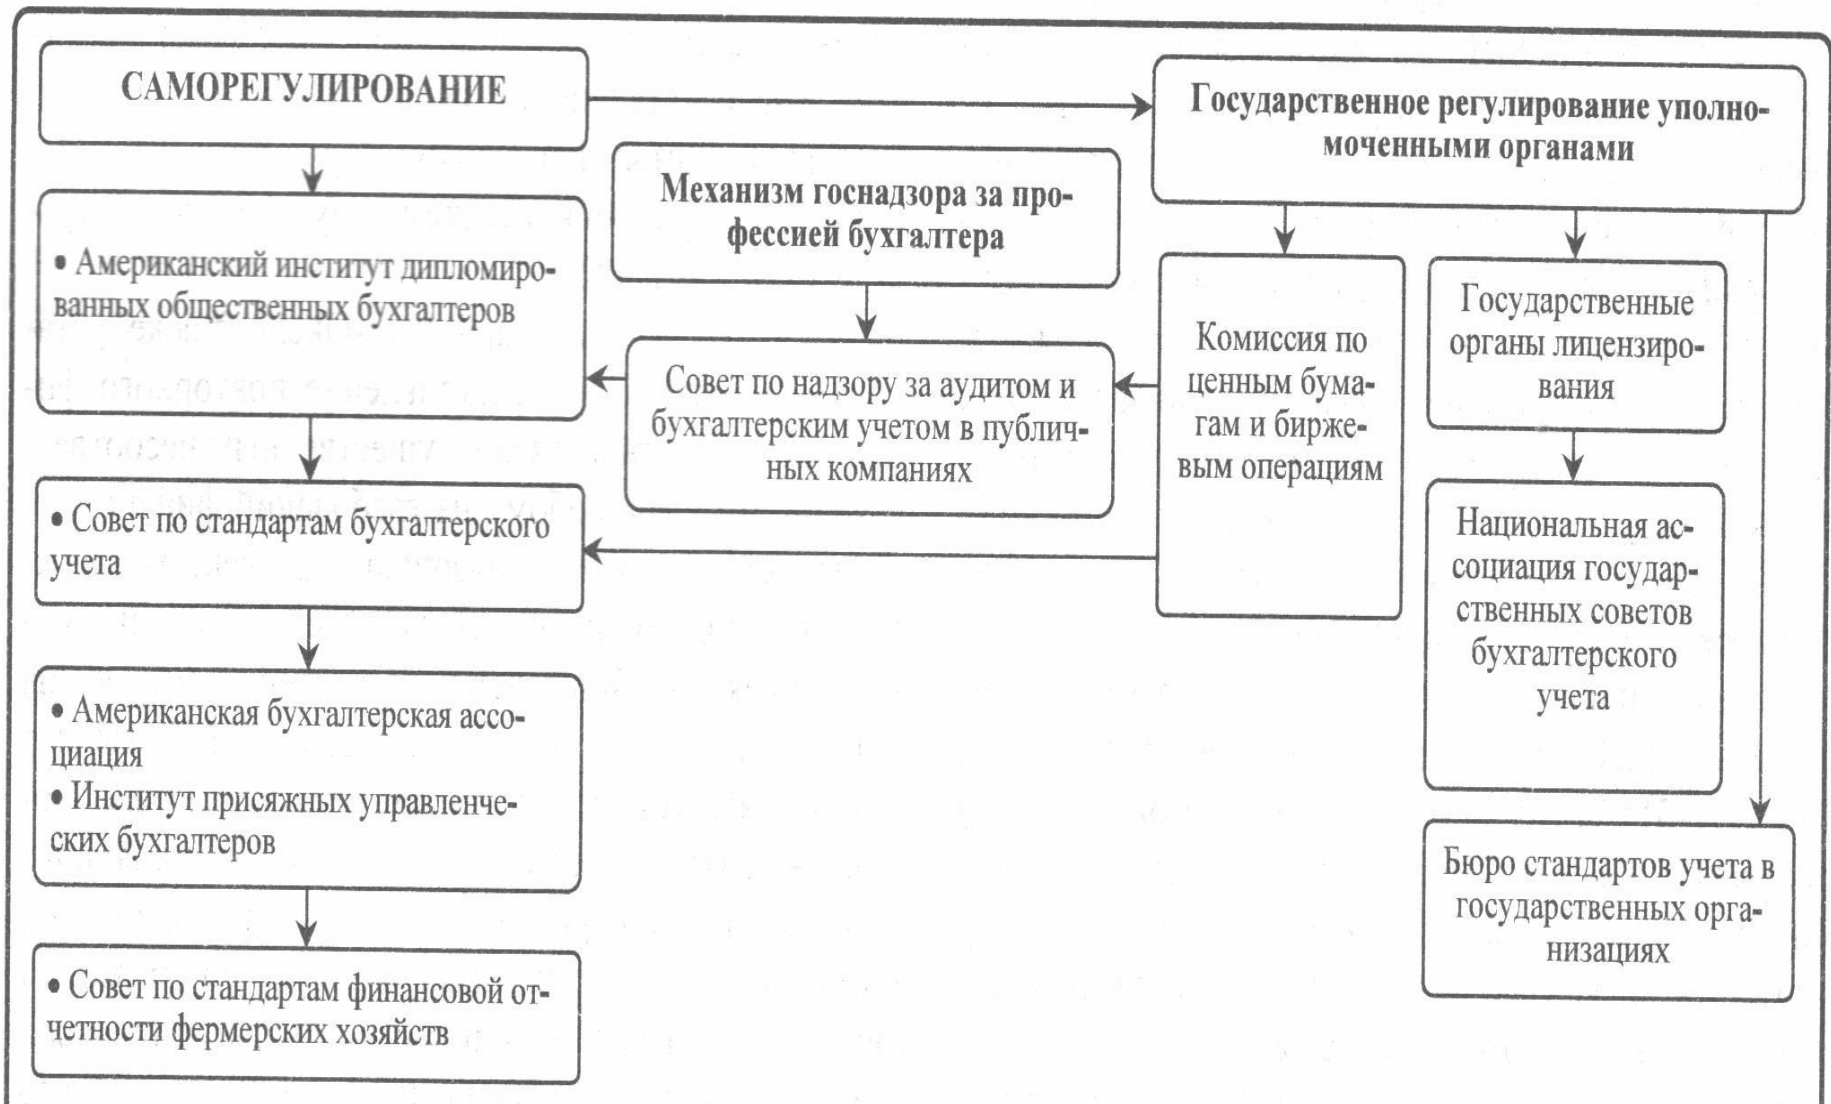 САМОРЕГУЛИРОВАНИЕ
Государственное регулирование уполно-
моченными органами
Механизм госнадзора за про-
фессией бухгалтера
• Американский институт дипломиро-
ванных общественных бухгалтеров
Совет по надзору за аудитом и
бухгалтерским учетом в публич-
ных компаниях
Комиссия по
ценным бума-
гам и бирже-
вым операциям
Государственные
органы лицензиро-
вания
• Совет по стандартам бухгалтерского
учета
Национальная ас-
социация государ-
ственных советов
бухгалтерского
учета
• Американская бухгалтерская ассо-
циация
• Институт присяжных управленче-
ских бухгалтеров
Бюро стандартов учета в
государственных орга-
низациях
• Совет по стандартам финансовой от-
четности фермерских хозяйств